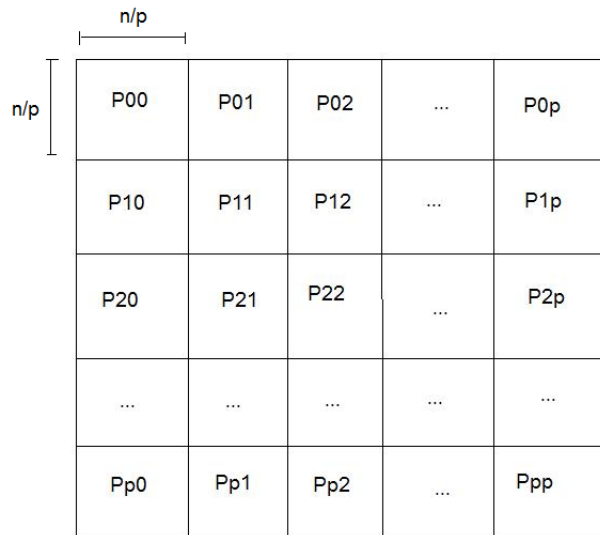 n/p
n/p
P00 P01 P02 ... P0p
P10 P11 P12 ... P1p
P20 P21 P22 ... P2p
... ... ... ... ...
Pp0 Pp1 Pp2 ... Ppp